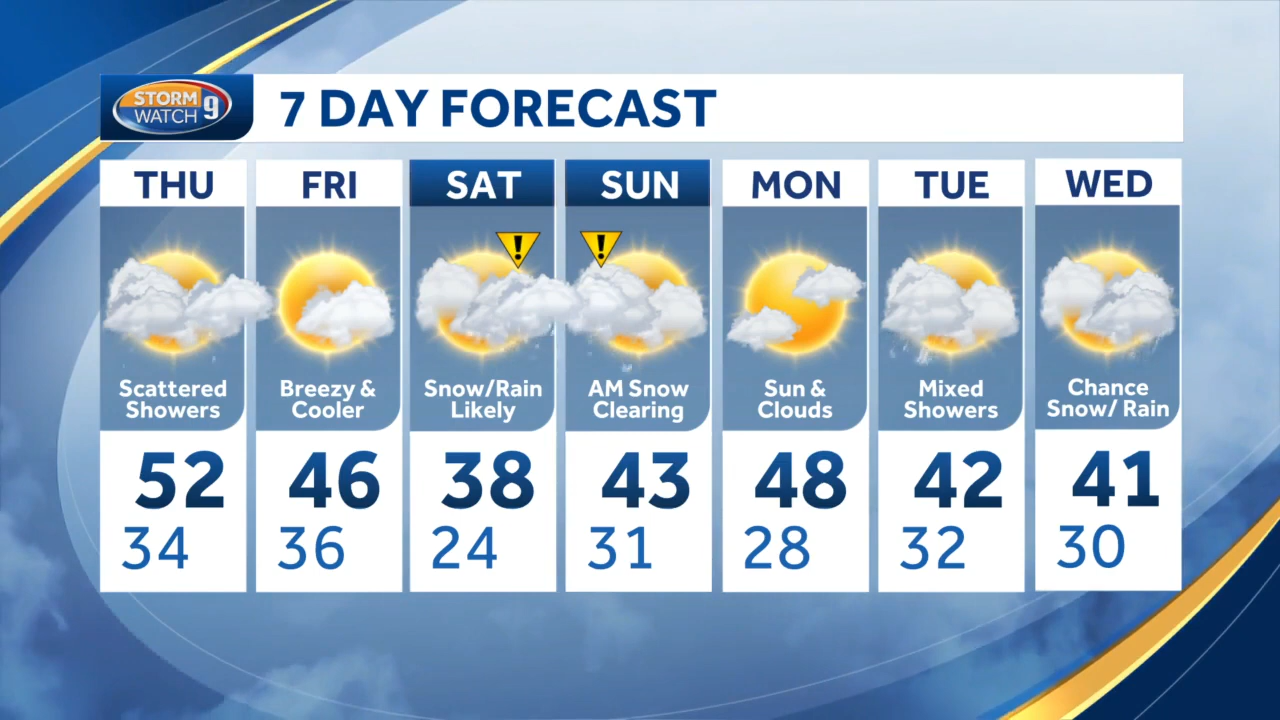 STORM
WATCH 9
7 DAY FORECAST
THU
FRI
SAT
SUN
MON
TUE
WED
!
!
Scattered
Showers
Breezy &
Cooler
Snow/Rain
Likely
AM Snow
Clearing
Sun &
Clouds
Mixed
Showers
Chance
Snow/ Rain
52
46
38
43
48
42
41
34
36
24
31
28
32
30